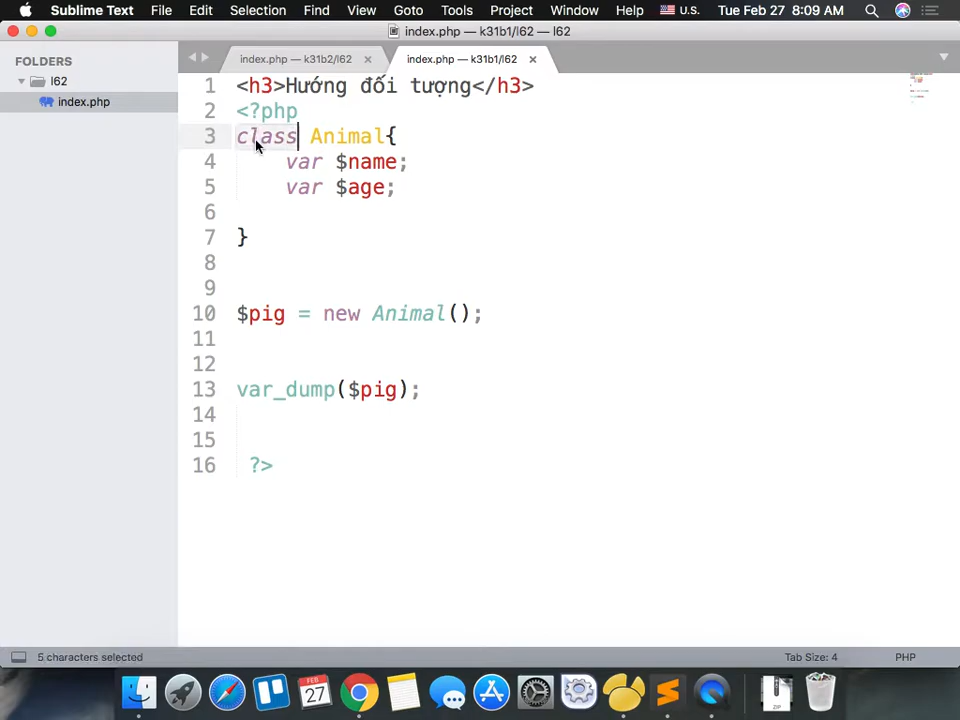 Sublime Text File Edit Selection Find View Goto Tools Project Window Help U.S. Tue Feb 27 8:09 AM
index.php — k31b1/l62 — l62
FOLDERS
l62
index.php
index.php — k31b2/l62 × index.php — k31b1/l62 ×
1 <h3>Hướng đối tượng</h3>
2 <?php
3 class Animal{
4 var $name;
5 var $age;
6
7 }
8
9
10 $pig = new Animal();
11
12
13 var_dump($pig);
14
15
16 ?>
5 characters selected Tab Size: 4 PHP
FEB
27
ZIP